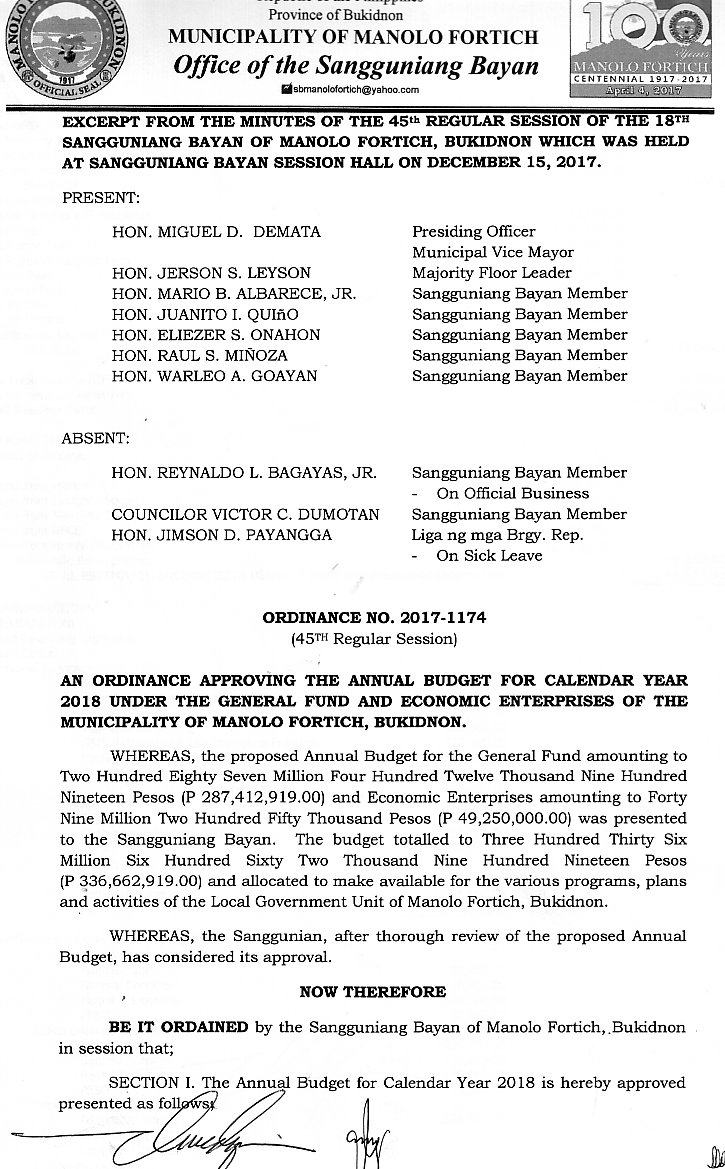 Province of Bukidnon
MUNICIPALITY OF MANOLO FORTICH
Office of the Sangguniang Bayan
sbmanolofortich@yahoo.com
MANOLO BUKIDNON
1917
OFFICIAL SEAL
100
Years
MANOLO FORTICH
CENTENNIAL 1917-2017
April 4, 2017
EXCERPT FROM THE MINUTES OF THE 45th REGULAR SESSION OF THE 18TH
SANGGUNIANG BAYAN OF MANOLO FORTICH, BUKIDNON WHICH WAS HELD
AT SANGGUNIANG BAYAN SESSION HALL ON DECEMBER 15, 2017.
PRESENT:
HON. MIGUEL D. DEMATA Presiding Officer
Municipal Vice Mayor
HON. JERSON S. LEYSON Majority Floor Leader
HON. MARIO B. ALBARECE, JR. Sangguniang Bayan Member
HON. JUANITO I. QUIñO Sangguniang Bayan Member
HON. ELIEZER S. ONAHON Sangguniang Bayan Member
HON. RAUL S. MIÑOZA Sangguniang Bayan Member
HON. WARLEO A. GOAYAN Sangguniang Bayan Member
ABSENT:
HON. REYNALDO L. BAGAYAS, JR. Sangguniang Bayan Member
- On Official Business
COUNCILOR VICTOR C. DUMOTAN Sangguniang Bayan Member
HON. JIMSON D. PAYANGGA Liga ng mga Brgy. Rep.
- On Sick Leave
ORDINANCE NO. 2017-1174
(45TH Regular Session)
AN ORDINANCE APPROVING THE ANNUAL BUDGET FOR CALENDAR YEAR
2018 UNDER THE GENERAL FUND AND ECONOMIC ENTERPRISES OF THE
MUNICIPALITY OF MANOLO FORTICH, BUKIDNON.
WHEREAS, the proposed Annual Budget for the General Fund amounting to
Two Hundred Eighty Seven Million Four Hundred Twelve Thousand Nine Hundred
Nineteen Pesos (P 287,412,919.00) and Economic Enterprises amounting to Forty
Nine Million Two Hundred Fifty Thousand Pesos (P 49,250,000.00) was presented
to the Sangguniang Bayan. The budget totalled to Three Hundred Thirty Six
Million Six Hundred Sixty Two Thousand Nine Hundred Nineteen Pesos
(P 336,662,919.00) and allocated to make available for the various programs, plans
and activities of the Local Government Unit of Manolo Fortich, Bukidnon.
WHEREAS, the Sanggunian, after thorough review of the proposed Annual
Budget, has considered its approval.
NOW THEREFORE
BE IT ORDAINED by the Sangguniang Bayan of Manolo Fortich, Bukidnon
in session that;
SECTION I. The Annual Budget for Calendar Year 2018 is hereby approved
presented as follows: